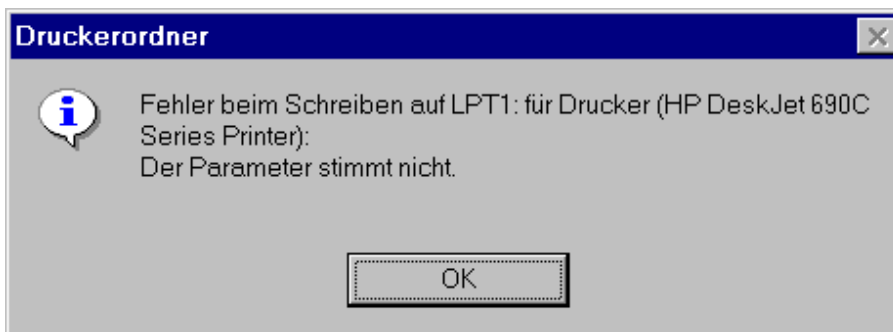 Druckerordner
Fehler beim Schreiben auf LPT1: für Drucker (HP DeskJet 690C
Series Printer):
Der Parameter stimmt nicht.
OK